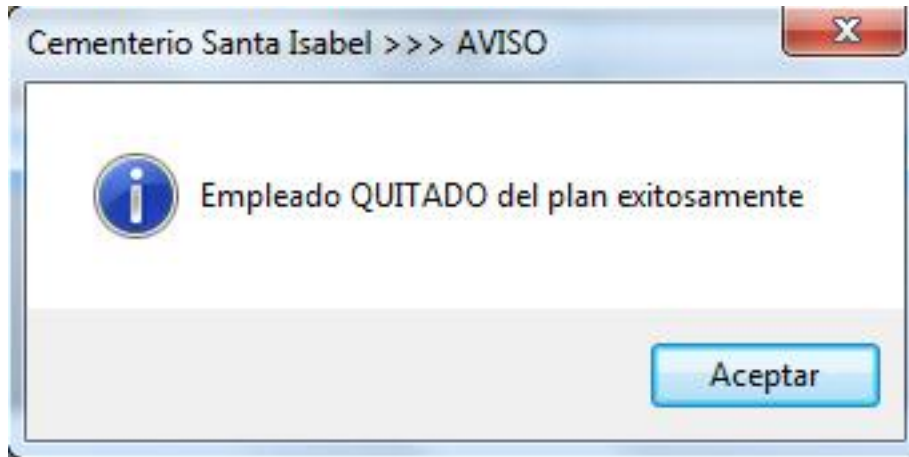 Cementerio Santa Isabel >>> AVISO
Empleado QUITADO del plan exitosamente
Aceptar